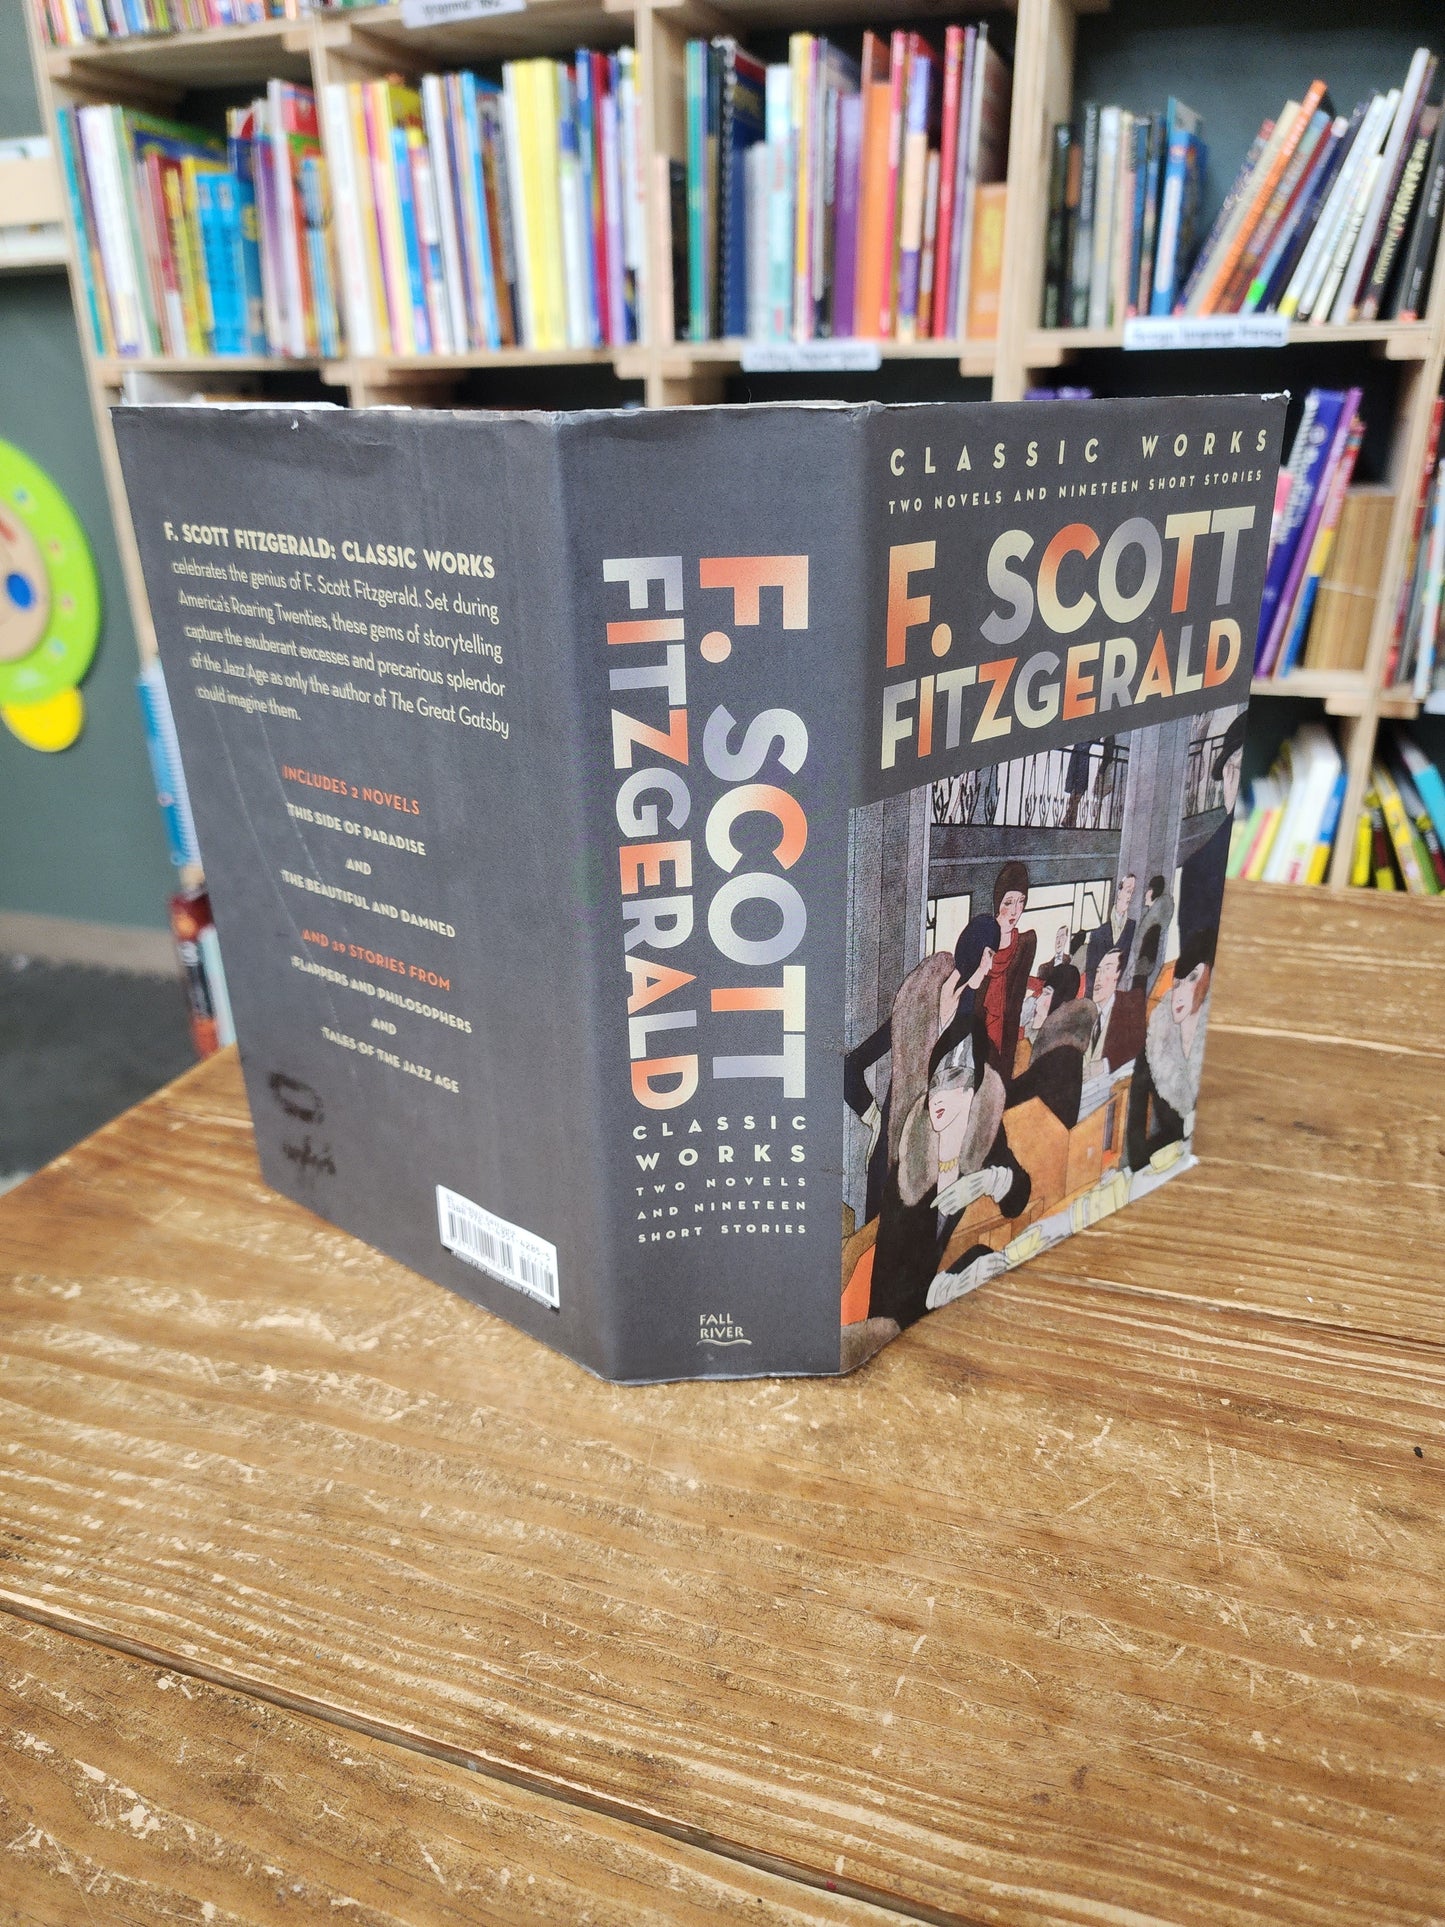 F. SCOTT FITZGERALD: CLASSIC WORKS
celebrates the genius of F. Scott Fitzgerald. Set during
America's Roaring Twenties, these gems of storytelling
capture the exuberant excesses and precarious splendor
of the Jazz Age as only the author of The Great Gatsby
could imagine them.
INCLUDES 2 NOVELS
THIS SIDE OF PARADISE
AND
THE BEAUTIFUL AND DAMNED
AND 19 STORIES FROM
FLAPPERS AND PHILOSOPHERS
AND
TALES OF THE JAZZ AGE
F. SCOTT
FITZGERALD
CLASSIC
WORKS
TWO NOVELS
AND NINETEEN
SHORT STORIES
FALL
RIVER
CLASSIC WORKS
TWO NOVELS AND NINETEEN SHORT STORIES
F. SCOTT
FITZGERALD